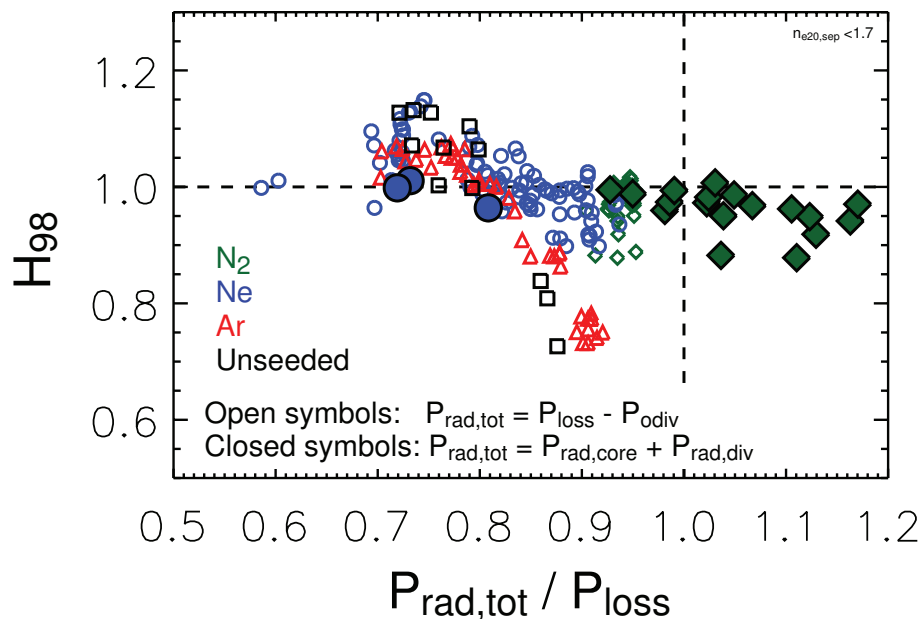 n_e20,sep <1.7
1.2
1.0
0.8
0.6
H_98
N_2
Ne
Ar
Unseeded
Open symbols: P_rad,tot = P_loss - P_odiv
Closed symbols: P_rad,tot = P_rad,core + P_rad,div
0.5 0.6 0.7 0.8 0.9 1.0 1.1 1.2
P_rad,tot / P_loss